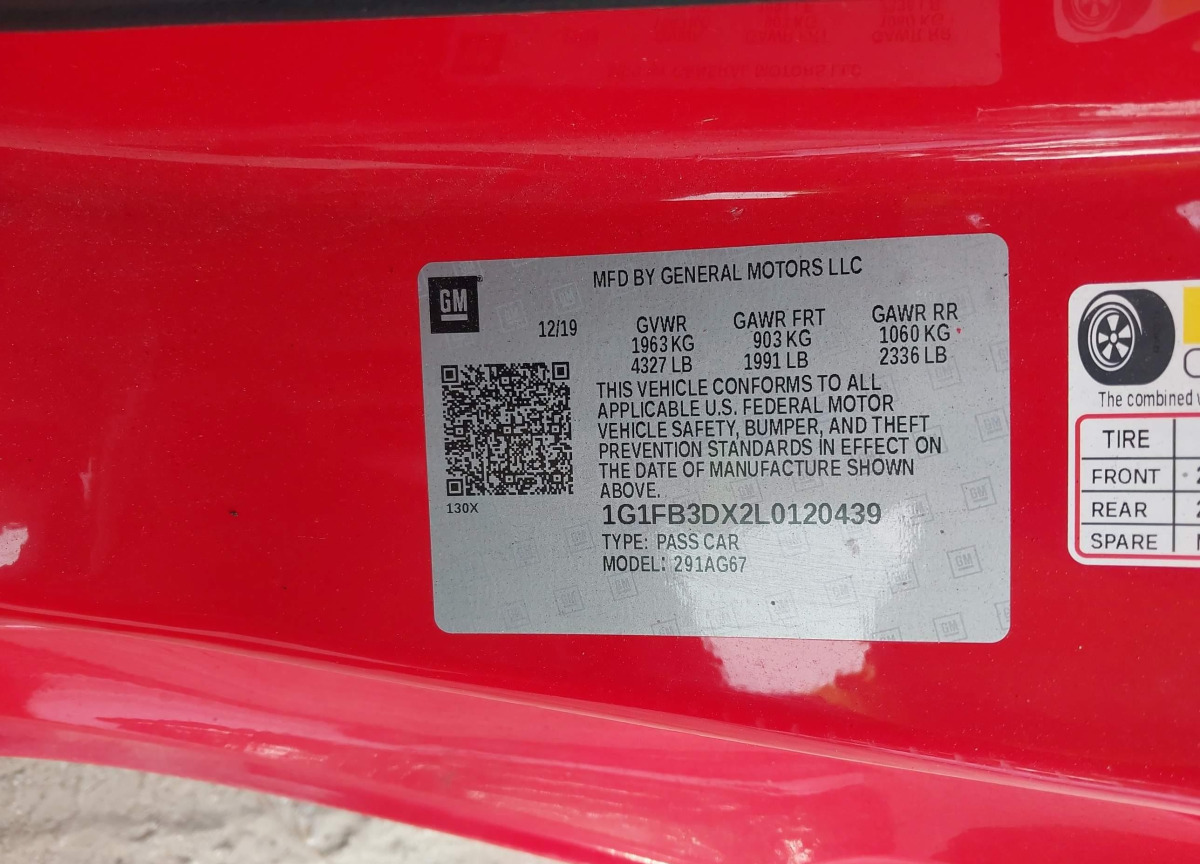 GM
MFD BY GENERAL MOTORS LLC
12/19
GVWR
1963 KG
4327 LB
GAWR FRT
903 KG
1991 LB
GAWR RR
1060 KG
2336 LB
THIS VEHICLE CONFORMS TO ALL
APPLICABLE U.S. FEDERAL MOTOR
VEHICLE SAFETY, BUMPER, AND THEFT
PREVENTION STANDARDS IN EFFECT ON
THE DATE OF MANUFACTURE SHOWN
ABOVE.
130X
1G1FB3DX2L0120439
TYPE: PASS CAR
MODEL: 291AG67
The combined
TIRE
FRONT
REAR
SPARE